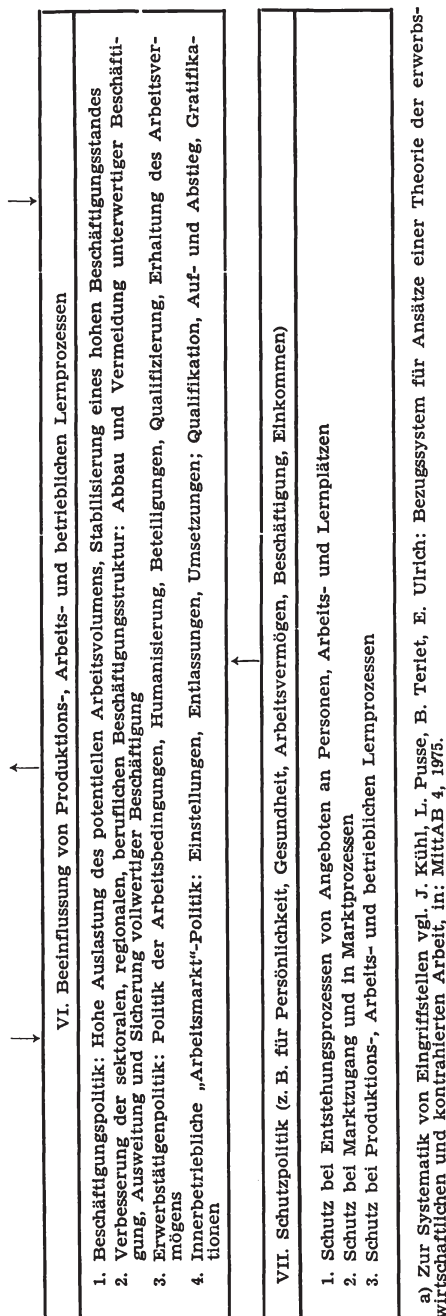 VI. Beeinflussung von Produktions-, Arbeits- und betrieblichen Lernprozessen
1. Beschäftigungspolitik: Hohe Auslastung des potentiellen Arbeitsvolumens, Stabilisierung eines hohen Beschäftigungsstandes
2. Verbesserung der sektoralen, regionalen, beruflichen Beschäftigungsstruktur: Abbau und Vermeidung unterwertiger Beschäfti-
gung, Ausweitung und Sicherung vollwertiger Beschäftigung
3. Erwerbstätigenpolitik: Politik der Arbeitsbedingungen, Humanisierung, Beteiligungen, Qualifizierung, Erhaltung des Arbeitsver-
mögens
4. Innerbetriebliche „Arbeitsmarkt“-Politik: Einstellungen, Entlassungen, Umsetzungen; Qualifikation, Auf- und Abstieg, Gratifika-
tionen
VII. Schutzpolitik (z. B. für Persönlichkeit, Gesundheit, Arbeitsvermögen, Beschäftigung, Einkommen)
1. Schutz bei Entstehungsprozessen von Angeboten an Personen, Arbeits- und Lernplätzen
2. Schutz bei Marktzugang und in Marktprozessen
3. Schutz bei Produktions-, Arbeits- und betrieblichen Lernprozessen
a) Zur Systematik von Eingriffstellen vgl. J. Kühl, L. Pusse, B. Teriet, E. Ulrich: Bezugssystem für Ansätze einer Theorie der erwerbs-
wirtschaftlichen und kontrahierten Arbeit, in: MittAB 4, 1975.